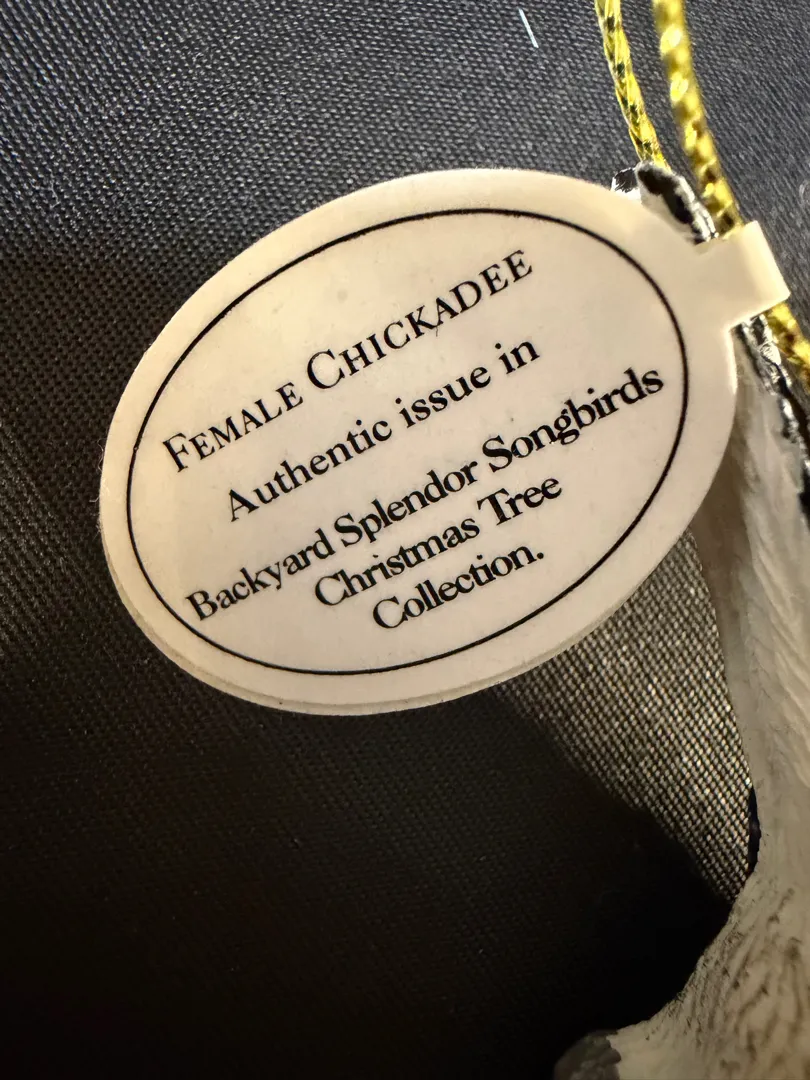 FEMALE CHICKADEE
Authentic issue in
Backyard Splendor Songbirds
Christmas Tree
Collection.